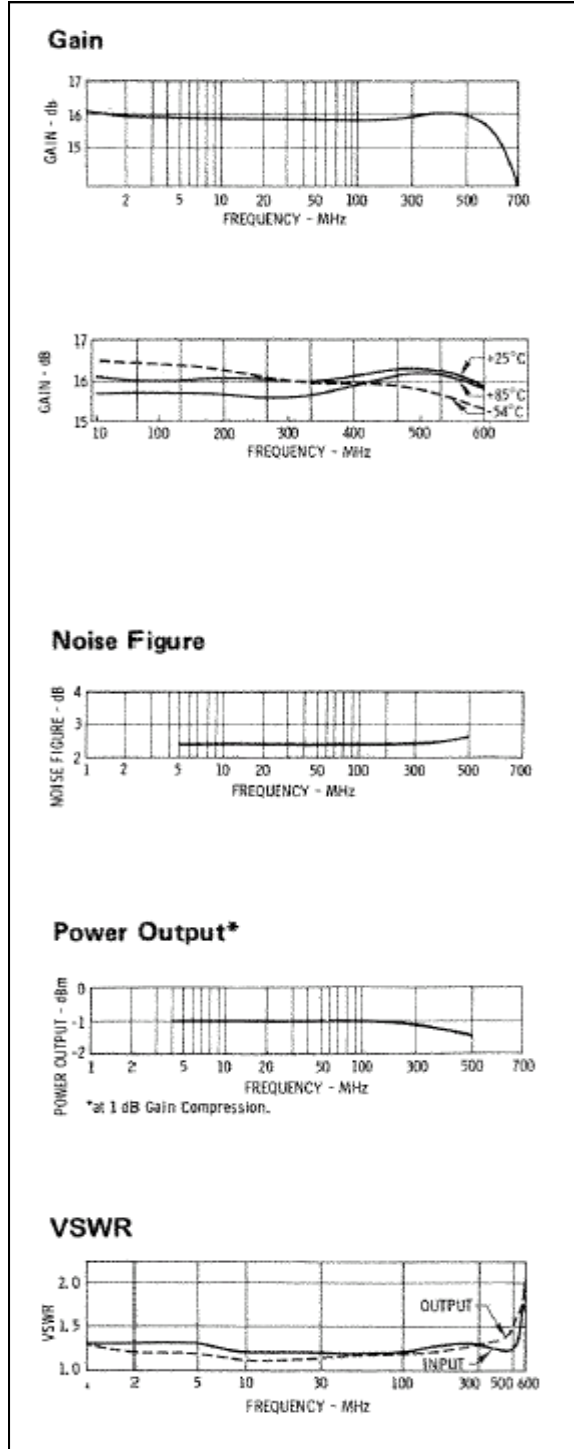 Gain
17
16
15
GAIN - db
2 5 10 20 50 100 300 500 700
FREQUENCY - MHz
17
16
15
GAIN - dB
+25°C
+85°C
-54°C
10 100 200 300 400 500 600
FREQUENCY - MHz
Noise Figure
4
3
2
NOISE FIGURE - dB
1 2 5 10 20 50 100 300 500 700
FREQUENCY - MHz
Power Output*
0
-1
-2
POWER OUTPUT - dBm
1 2 5 10 20 50 100 300 500 700
FREQUENCY - MHz
*at 1 dB Gain Compression.
VSWR
2.0
1.5
1.0
VSWR
OUTPUT
INPUT
2 5 10 30 100 300 500 600
FREQUENCY - MHz